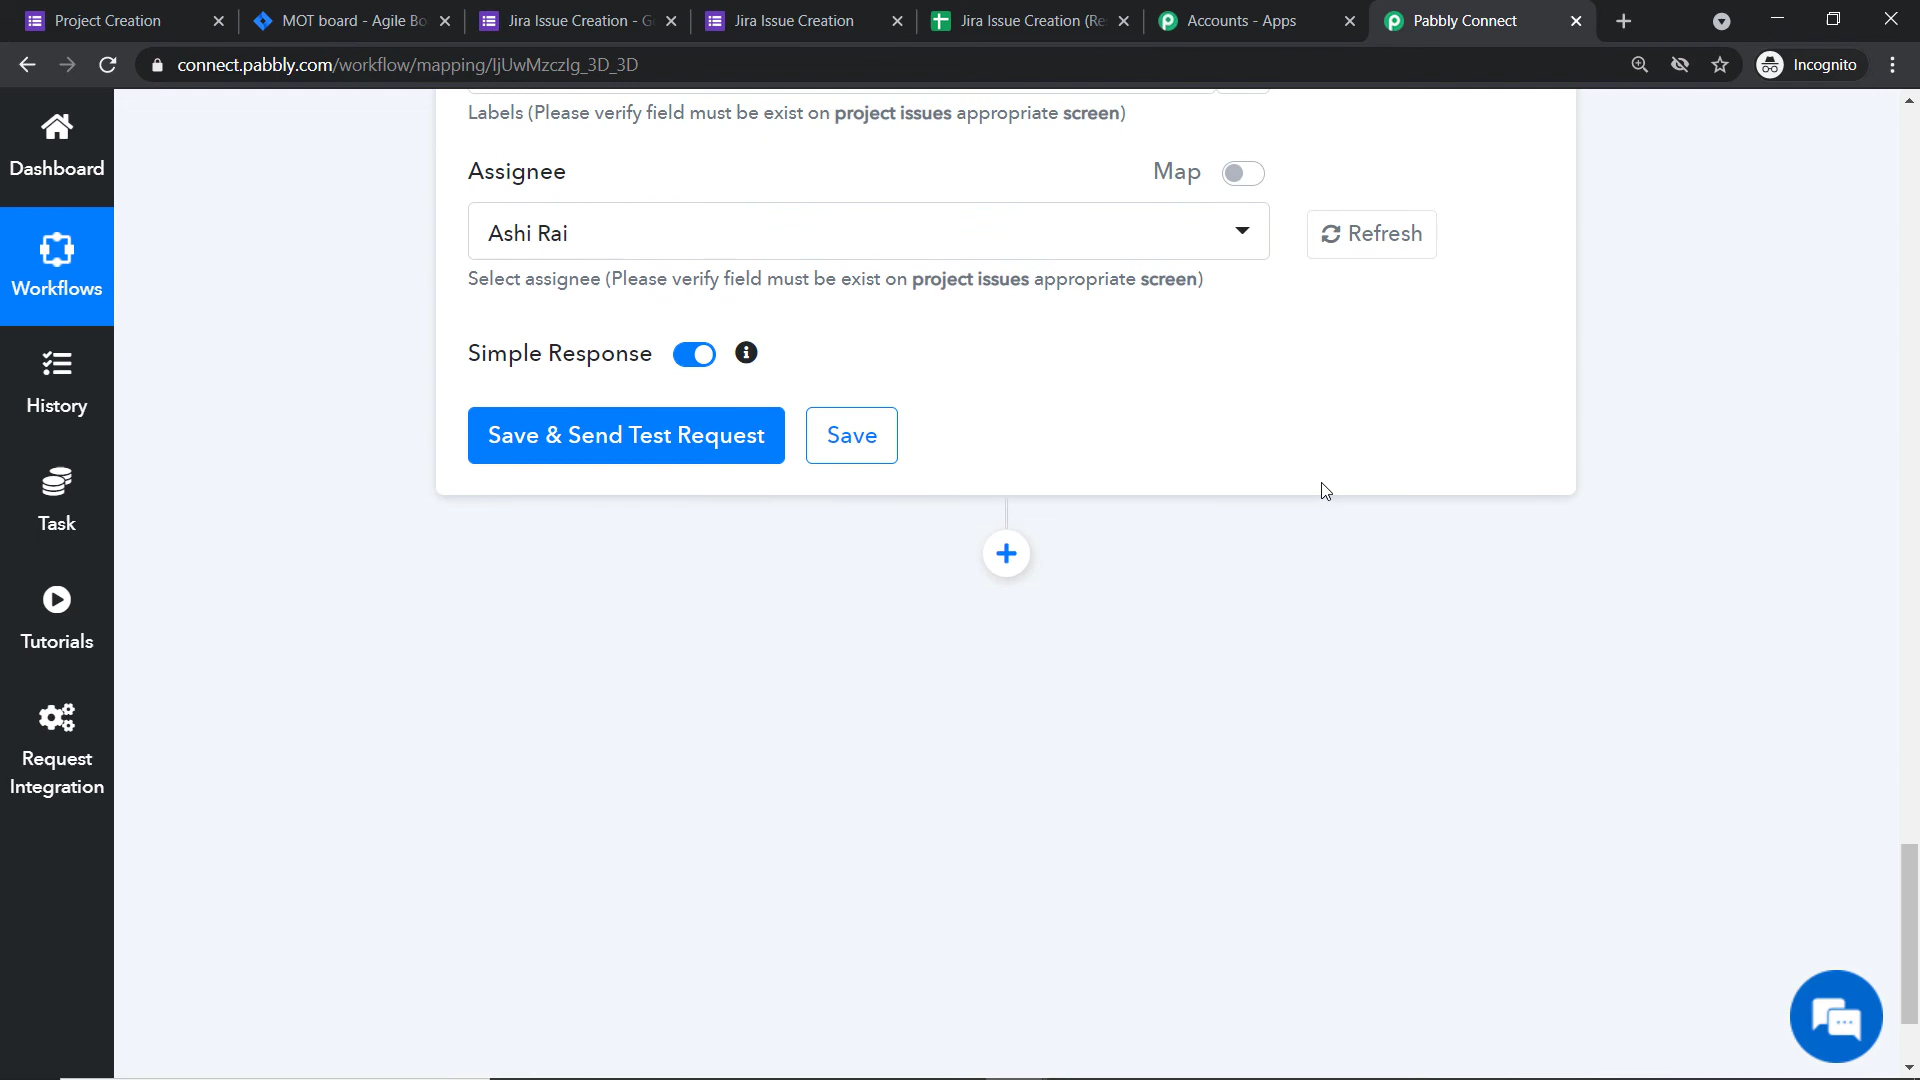 Project Creation
MOT board - Agile Bo
Jira Issue Creation - G
Jira Issue Creation
Jira Issue Creation (Re
Accounts - Apps
Pabbly Connect
connect.pabbly.com/workflow/mapping/IjUwMzczIg_3D_3D
Incognito
Dashboard
Workflows
History
Task
Tutorials
Request
Integration
Labels (Please verify field must be exist on project issues appropriate screen)
Assignee
Map
Ashi Rai
Refresh
Select assignee (Please verify field must be exist on project issues appropriate screen)
Simple Response
Save & Send Test Request
Save